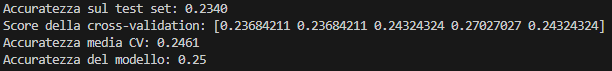 Accuratezza sul test set: 0.2340
Score della cross-validation: [0.23684211 0.23684211 0.24324324 0.27027027 0.24324324]
Accuratezza media CV: 0.2461
Accuratezza del modello: 0.25